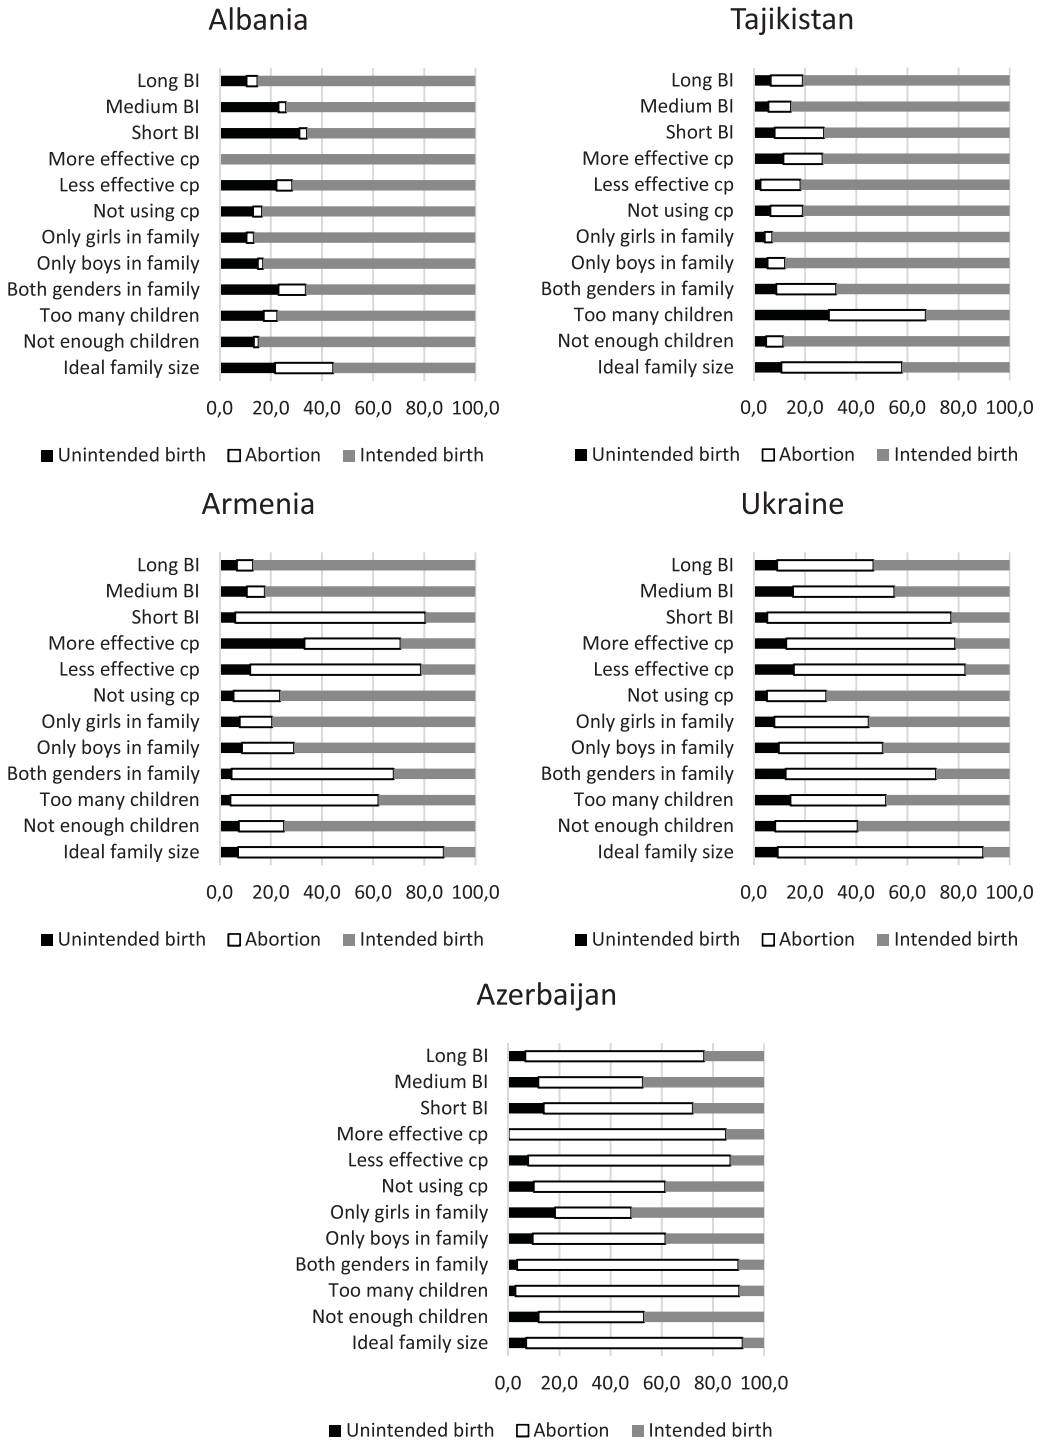 Albania
Long BI
Medium BI
Short BI
More effective cp
Less effective cp
Not using cp
Only girls in family
Only boys in family
Both genders in family
Too many children
Not enough children
Ideal family size
0,0 20,0 40,0 60,0 80,0 100,0
Unintended birth Abortion Intended birth
Tajikistan
Long BI
Medium BI
Short BI
More effective cp
Less effective cp
Not using cp
Only girls in family
Only boys in family
Both genders in family
Too many children
Not enough children
Ideal family size
0,0 20,0 40,0 60,0 80,0 100,0
Unintended birth Abortion Intended birth
Armenia
Long BI
Medium BI
Short BI
More effective cp
Less effective cp
Not using cp
Only girls in family
Only boys in family
Both genders in family
Too many children
Not enough children
Ideal family size
0,0 20,0 40,0 60,0 80,0 100,0
Unintended birth Abortion Intended birth
Ukraine
Long BI
Medium BI
Short BI
More effective cp
Less effective cp
Not using cp
Only girls in family
Only boys in family
Both genders in family
Too many children
Not enough children
Ideal family size
0,0 20,0 40,0 60,0 80,0 100,0
Unintended birth Abortion Intended birth
Azerbaijan
Long BI
Medium BI
Short BI
More effective cp
Less effective cp
Not using cp
Only girls in family
Only boys in family
Both genders in family
Too many children
Not enough children
Ideal family size
0,0 20,0 40,0 60,0 80,0 100,0
Unintended birth Abortion Intended birth